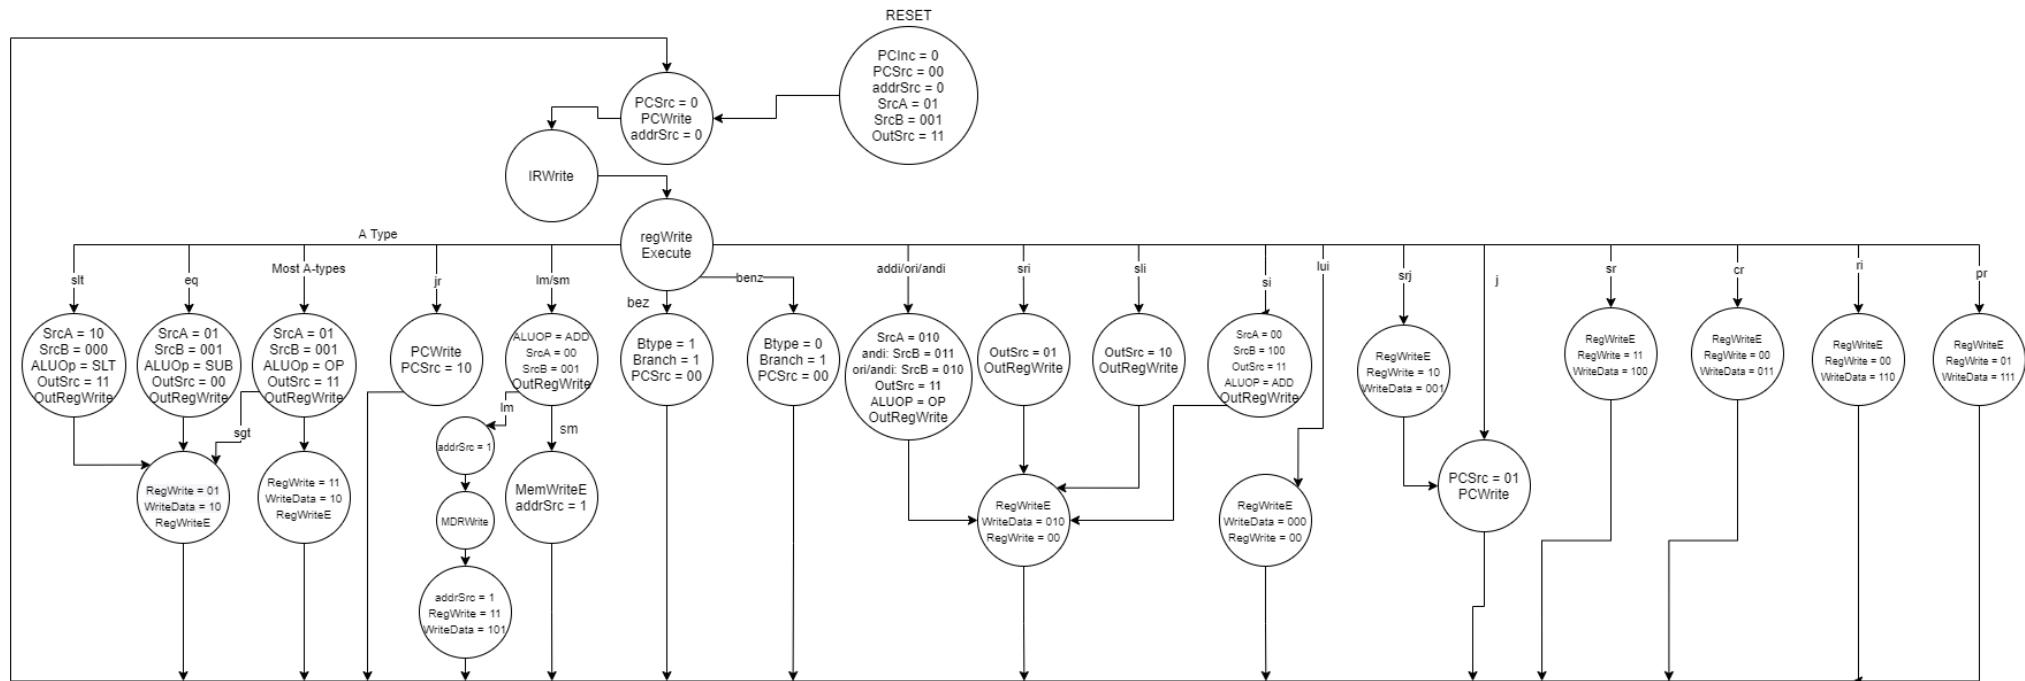 RESET
PCInc = 0
PCSrc = 00
addrSrc = 0
SrcA = 01
SrcB = 001
OutSrc = 11
PCSrc = 0
PCWrite
addrSrc = 0
IRWrite
regWrite
Execute
A Type
slt
eq
Most A-types
jr
lm/sm
bez
benz
addi/ori/andi
sri
sli
si
lui
srj
j
sr
cr
ri
pr
SrcA = 10
SrcB = 000
ALUOp = SLT
OutSrc = 11
OutRegWrite
SrcA = 01
SrcB = 001
ALUOp = SUB
OutSrc = 00
OutRegWrite
SrcA = 01
SrcB = 001
ALUOp = OP
OutSrc = 11
OutRegWrite
PCWrite
PCSrc = 10
ALUOP = ADD
SrcA = 00
SrcB = 001
OutRegWrite
Btype = 1
Branch = 1
PCSrc = 00
Btype = 0
Branch = 1
PCSrc = 00
SrcA = 010
andi: SrcB = 011
ori/andi: SrcB = 010
OutSrc = 11
ALUOP = OP
OutRegWrite
OutSrc = 01
OutRegWrite
OutSrc = 10
OutRegWrite
SrcA = 00
SrcB = 100
OutSrc = 11
ALUOP = ADD
OutRegWrite
RegWriteE
RegWrite = 10
WriteData = 001
RegWriteE
RegWrite = 11
WriteData = 100
RegWriteE
RegWrite = 00
WriteData = 011
RegWriteE
RegWrite = 00
WriteData = 110
RegWriteE
RegWrite = 01
WriteData = 111
sgt
lm
sm
RegWrite = 01
WriteData = 10
RegWriteE
RegWrite = 11
WriteData = 10
RegWriteE
addrSrc = 1
MDRWrite
addrSrc = 1
RegWrite = 11
WriteData = 101
MemWriteE
addrSrc = 1
RegWriteE
WriteData = 010
RegWrite = 00
RegWriteE
WriteData = 000
RegWrite = 00
PCSrc = 01
PCWrite